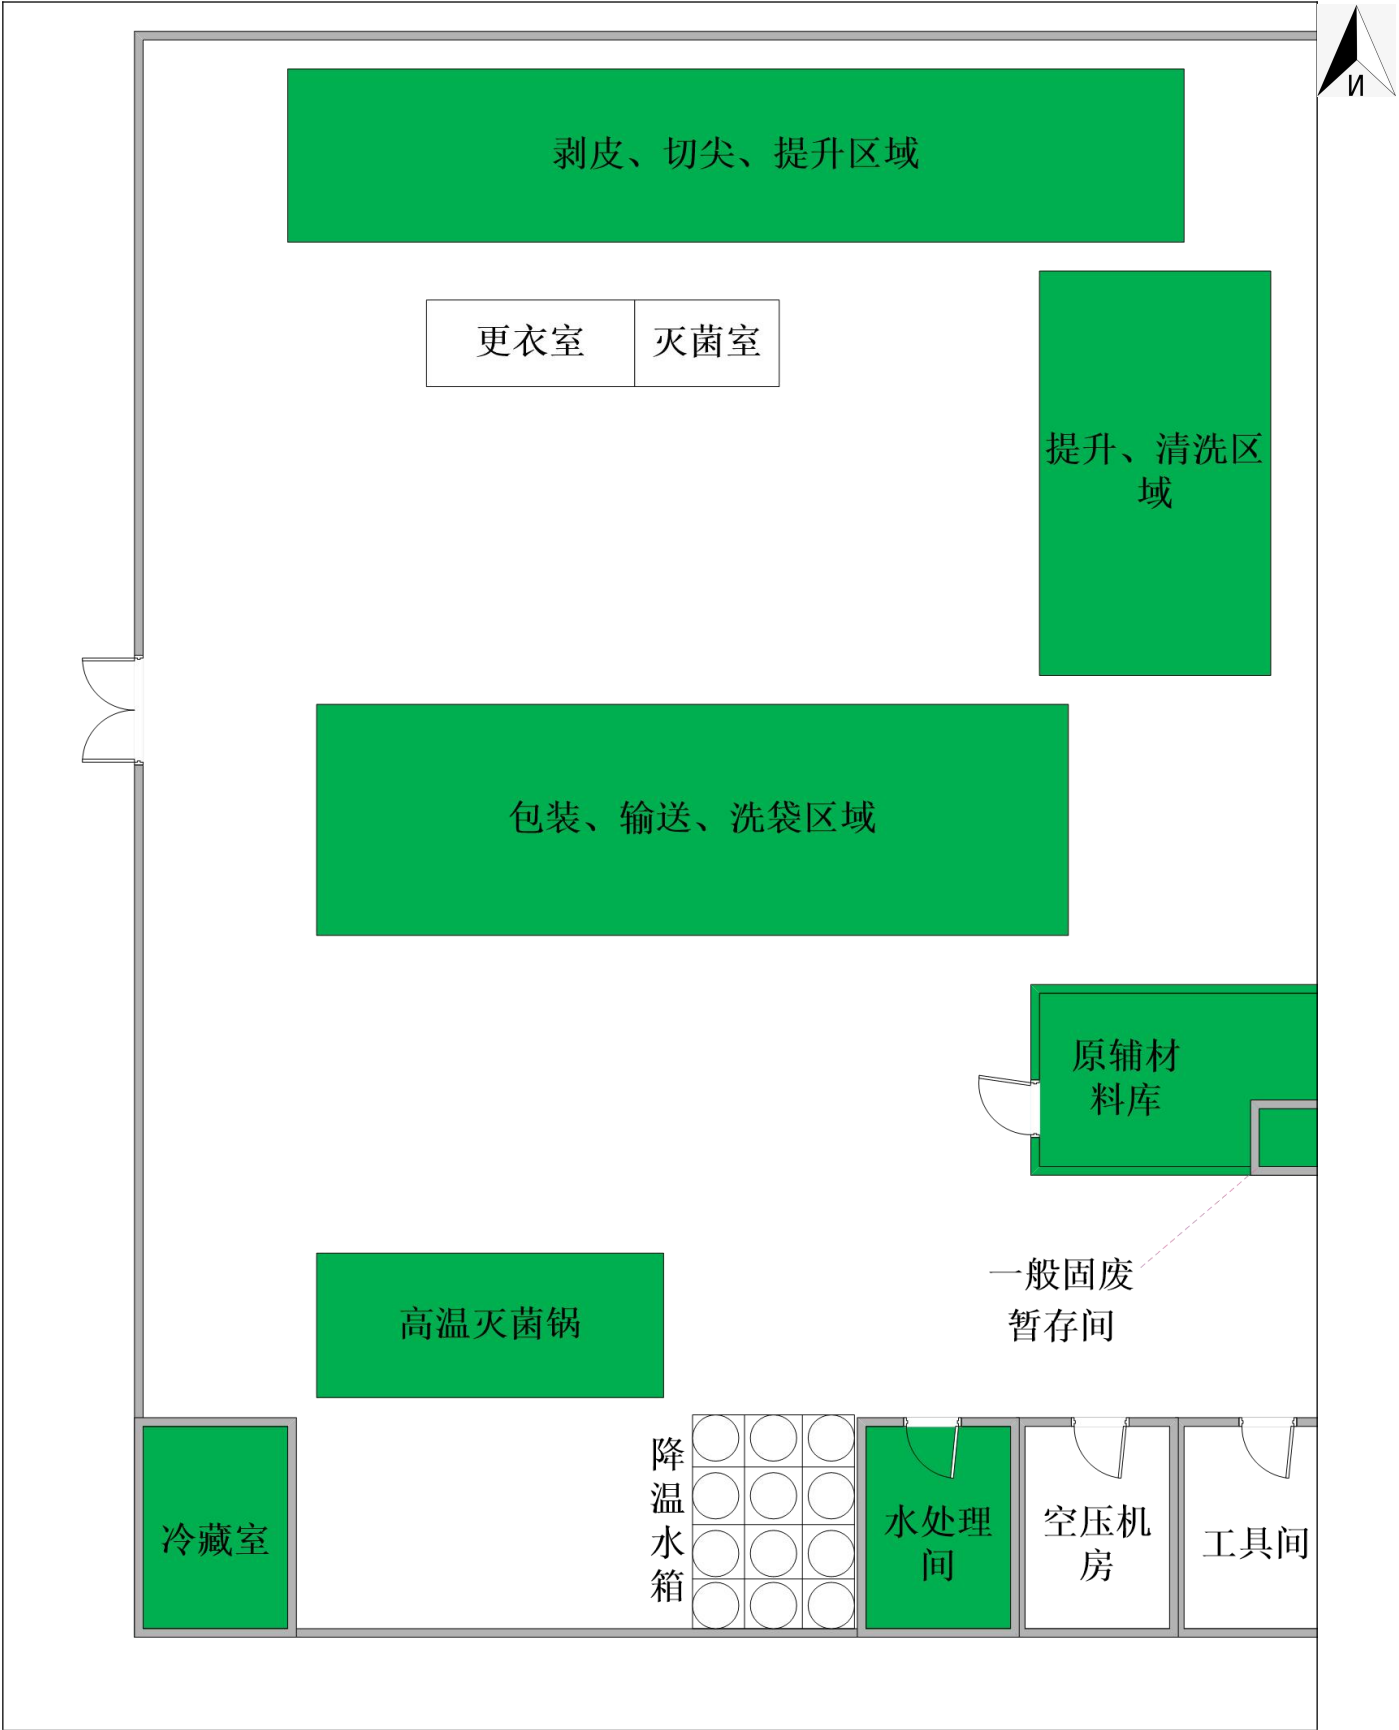 N
剥皮、切尖、提升区域
更衣室
灭菌室
提升、清洗区
域
包装、输送、洗袋区域
原辅材
料库
一般固废
暂存间
高温灭菌锅
降
温
水
箱
冷藏室
水处理
间
空压机
房
工具间